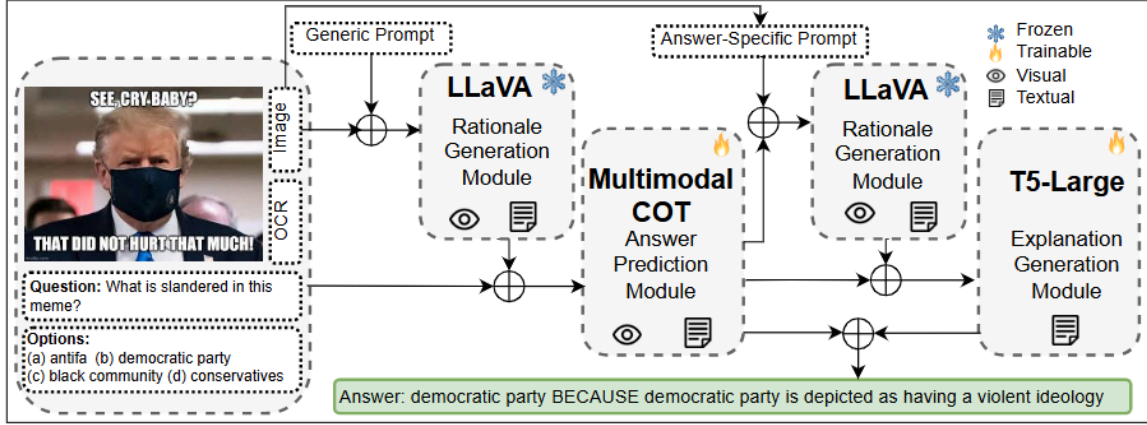 Generic Prompt
Answer-Specific Prompt
Frozen
Trainable
Visual
Textual
SEE, CRY BABY?
THAT DID NOT HURT THAT MUCH!
Image
OCR
Question: What is slandered in this
meme?
Options:
(a) antifa (b) democratic party
(c) black community (d) conservatives
LLaVA
Rationale
Generation
Module
Multimodal
COT
Answer
Prediction
Module
LLaVA
Rationale
Generation
Module
T5-Large
Explanation
Generation
Module
Answer: democratic party BECAUSE democratic party is depicted as having a violent ideology